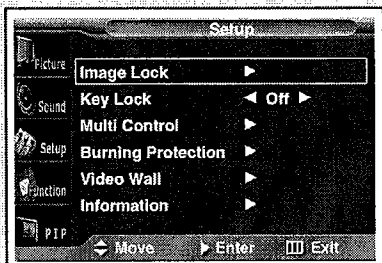 Setup
Picture
Image Lock
Sound
Key Lock ◄ Off ►
Multi Control
Setup
Burning Protection
Video Wall
Function
Information
PIP
Move Enter Exit